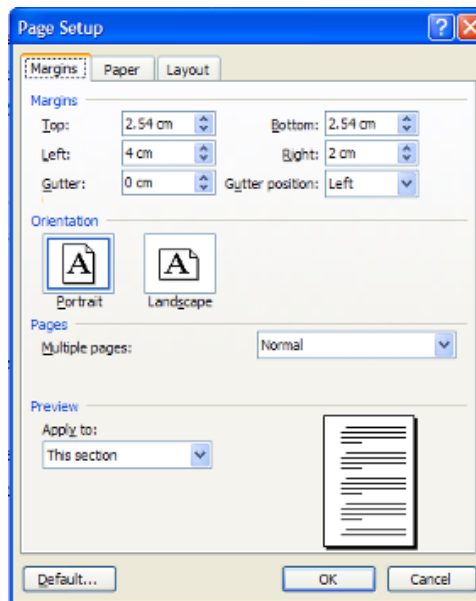 Page Setup
Margins Paper Layout
Margins
Top: 2.54 cm Bottom: 2.54 cm
Left: 4 cm Right: 2 cm
Gutter: 0 cm Gutter position: Left
Orientation
A A
Portrait Landscape
Pages
Multiple pages: Normal
Preview
Apply to:
This section
Default... OK Cancel